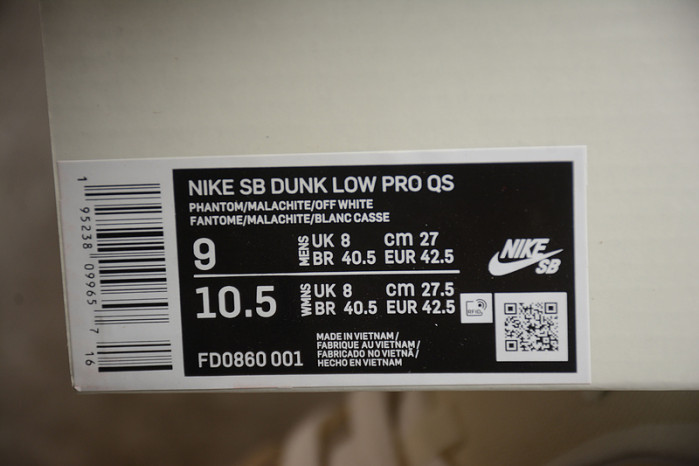 1 95238 09965 7 16
NIKE SB DUNK LOW PRO QS
PHANTOM/MALACHITE/OFF WHITE
FANTOME/MALACHITE/BLANC CASSE
9 MENS UK 8 cm 27
BR 40.5 EUR 42.5
10.5 WMNS UK 8 cm 27.5
BR 40.5 EUR 42.5
NIKE
SB
RFID
FD0860 001
MADE IN VIETNAM /
FABRIQUE AU VIETNAM /
FABRICADO NO VIETNÃ /
HECHO EN VIETNAM